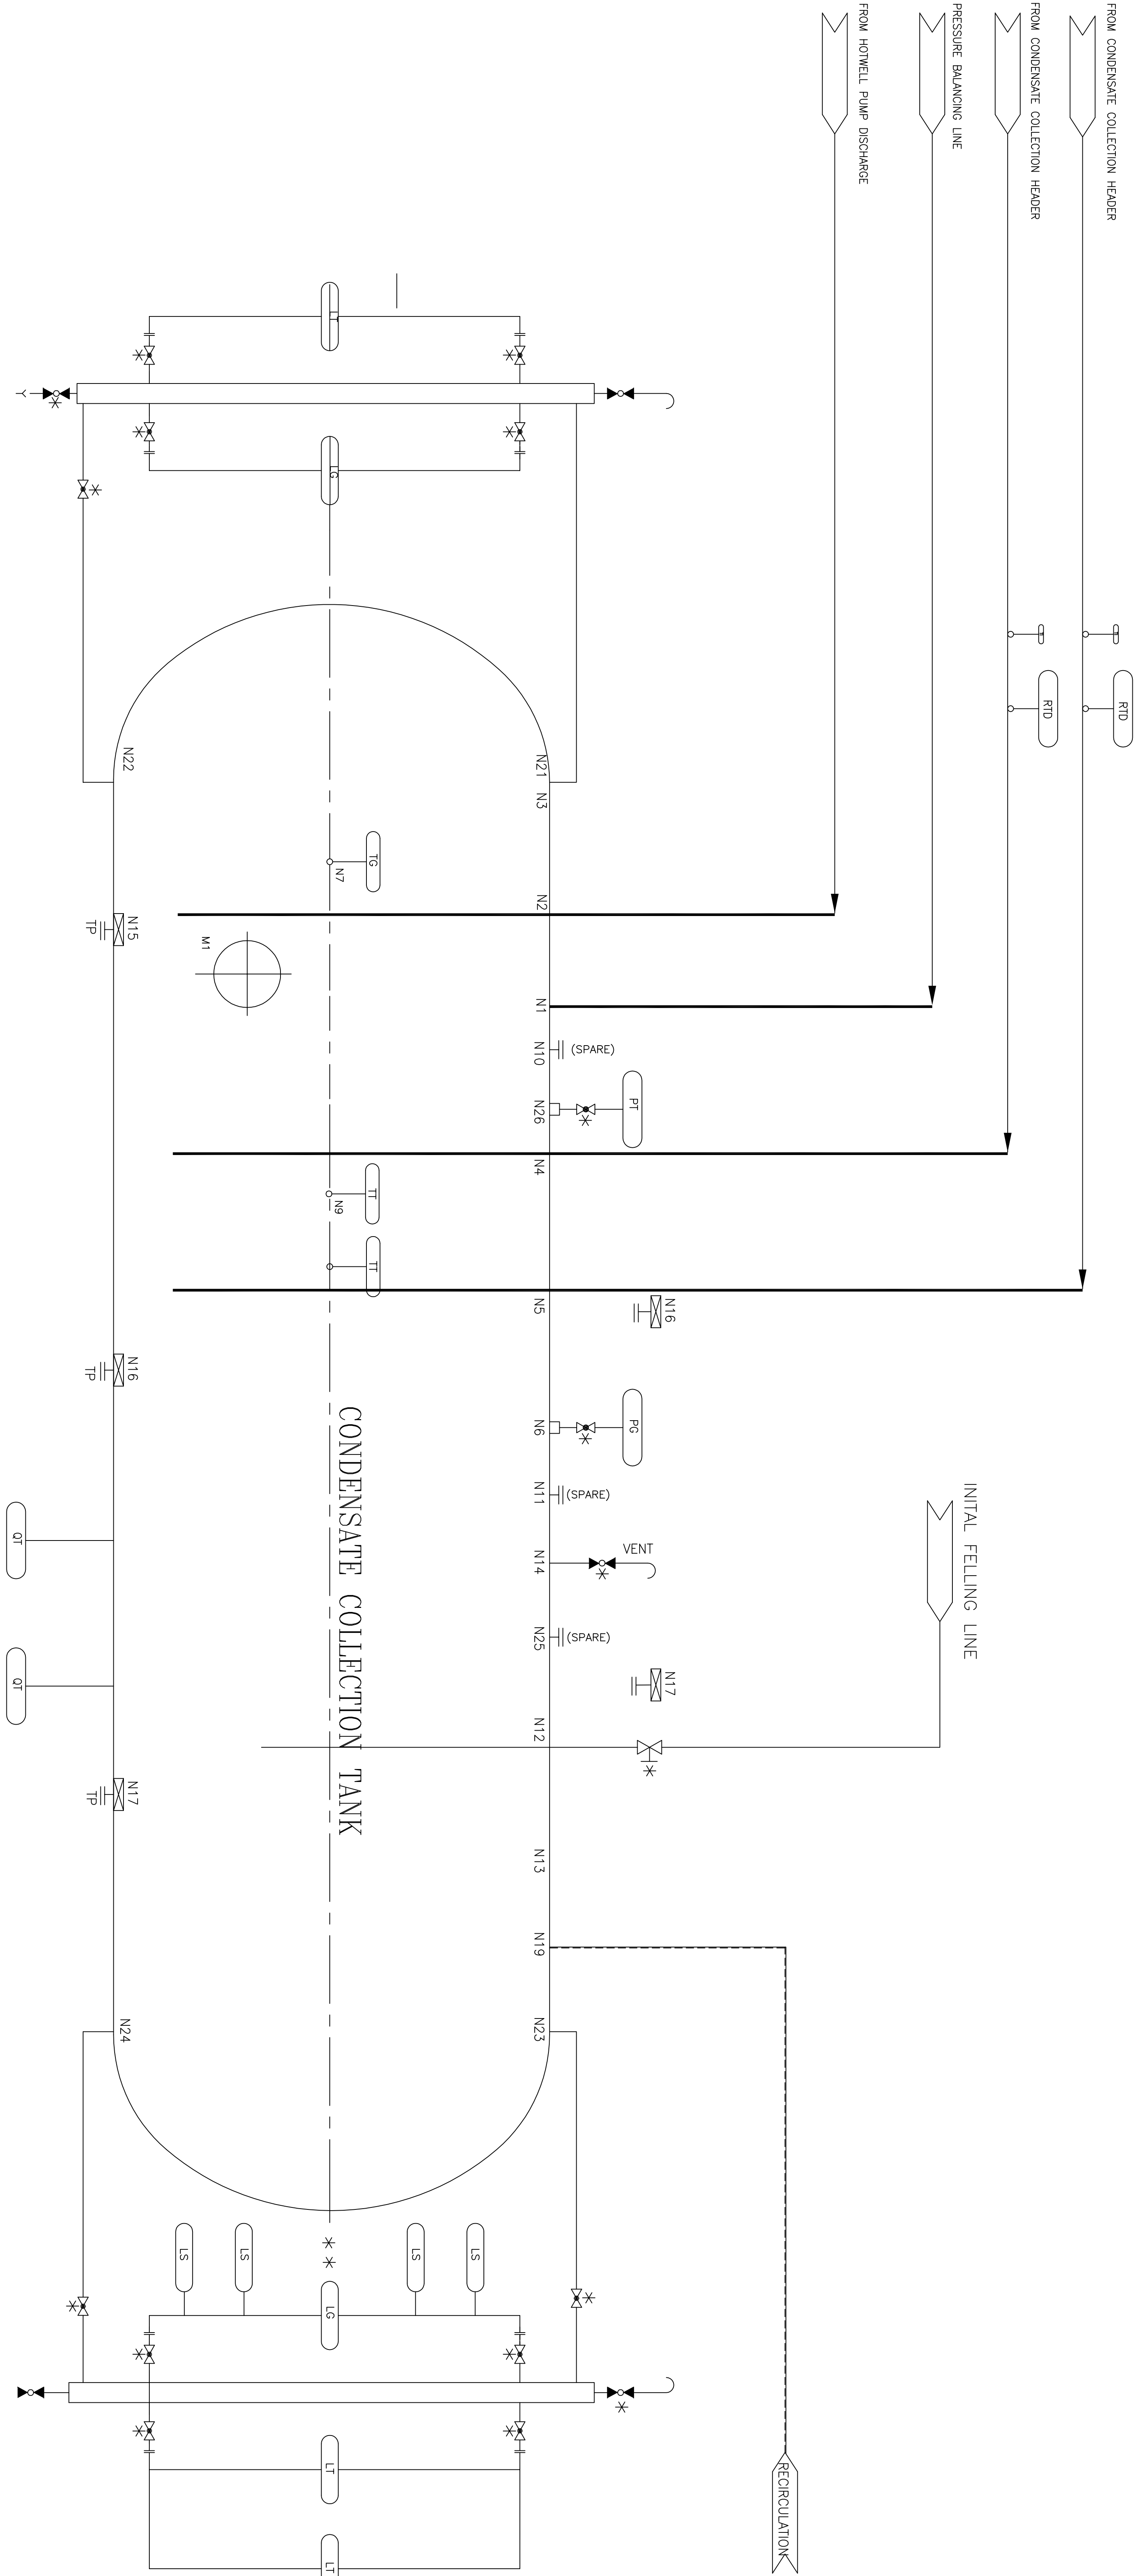 FROM CONDENSATE COLLECTION HEADER
FROM CONDENSATE COLLECTION HEADER
PRESSURE BALANCING LINE
FROM HOTWELL PUMP DISCHARGE
RTD
RTD
LT
LG
N22
N21
N3
TG
N7
N2
N15
TP
M1
N1
N10
(SPARE)
N26
PT
N4
TT
N9
TT
N5
N16
N16
TP
N6
PG
N11
(SPARE)
N14
VENT
N25
(SPARE)
N17
INITAL FELLING LINE
N12
CONDENSATE COLLECTION TANK
QT
QT
N17
TP
N13
N19
N23
N24
RECIRCULATION
LS
LS
LS
LS
LG
LT
LT